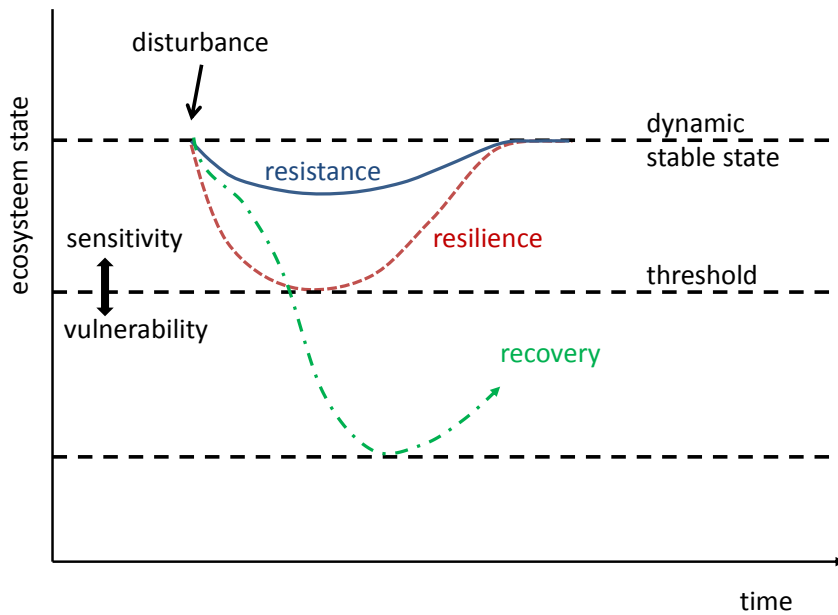 disturbance
ecosysteem state
dynamic
stable state
resistance
resilience
sensitivity
threshold
vulnerability
recovery
time